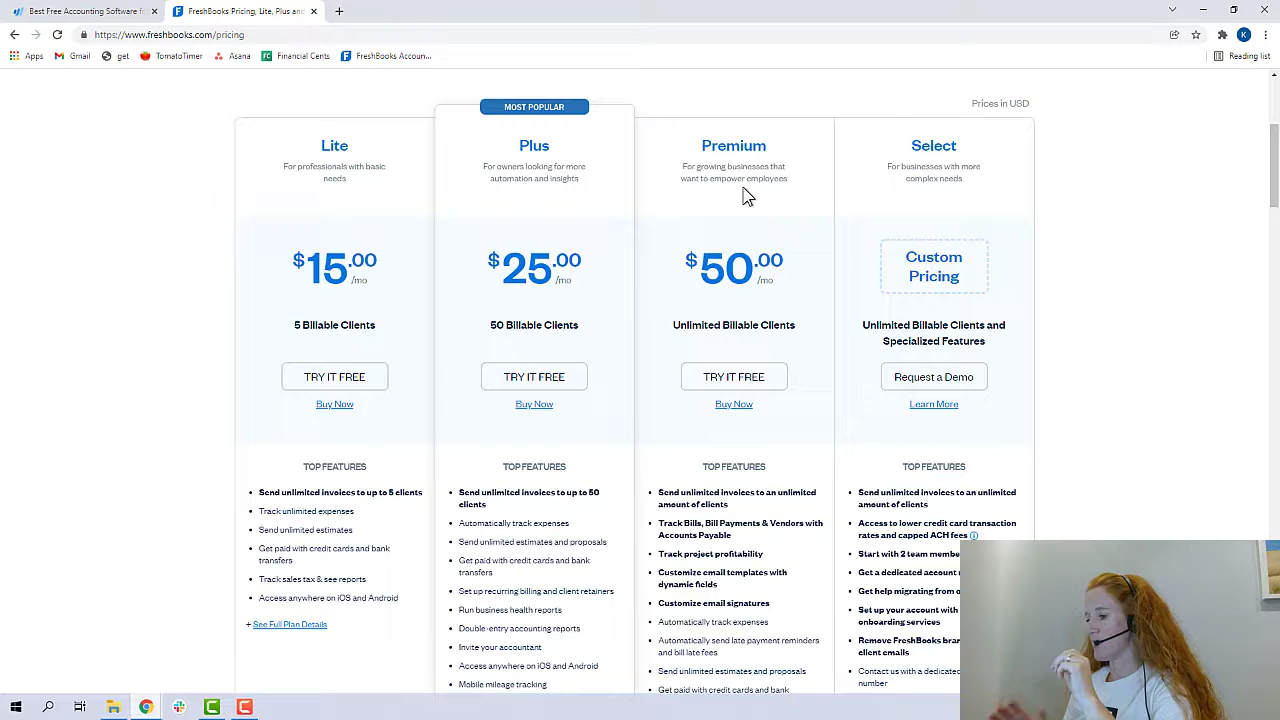 Best Free Accounting Software f
FreshBooks Pricing, Lite, Plus and
https://www.freshbooks.com/pricing
K
Apps
Gmail
get
TomatoTimer
Asana
FC
Financial Cents
FreshBooks Accoun...
Reading list
MOST POPULAR
Prices in USD
Lite
For professionals with basic
needs
$15.00
/mo
5 Billable Clients
TRY IT FREE
Buy Now
TOP FEATURES
Send unlimited invoices to up to 5 clients
Track unlimited expenses
Send unlimited estimates
Get paid with credit cards and bank
transfers
Track sales tax & see reports
Access anywhere on iOS and Android
+ See Full Plan Details
Plus
For owners looking for more
automation and insights
$25.00
/mo
50 Billable Clients
TRY IT FREE
Buy Now
TOP FEATURES
Send unlimited invoices to up to 50
clients
Automatically track expenses
Send unlimited estimates and proposals
Get paid with credit cards and bank
transfers
Set up recurring billing and client retainers
Run business health reports
Double-entry accounting reports
Invite your accountant
Access anywhere on iOS and Android
Mobile mileage tracking
Premium
For growing businesses that
want to empower employees
$50.00
/mo
Unlimited Billable Clients
TRY IT FREE
Buy Now
TOP FEATURES
Send unlimited invoices to an unlimited
amount of clients
Track Bills, Bill Payments & Vendors with
Accounts Payable
Track project profitability
Customize email templates with
dynamic fields
Customize email signatures
Automatically track expenses
Automatically send late payment reminders
and bill late fees
Send unlimited estimates and proposals
Get paid with credit cards and bank
Select
For businesses with more
complex needs
Custom
Pricing
Unlimited Billable Clients and
Specialized Features
Request a Demo
Learn More
TOP FEATURES
Send unlimited invoices to an unlimited
amount of clients
Access to lower credit card transaction
rates and capped ACH fees
Start with 2 team membe
Get a dedicated account
Get help migrating from o
Set up your account with
onboarding services
Remove FreshBooks bra
client emails
Contact us with a dedicated
number